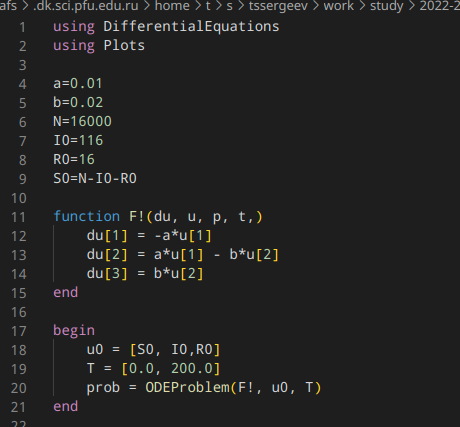 afs > .dk.sci.pfu.edu.ru > home > t > s > tssergeev > work > study > 2022-2
1 using DifferentialEquations
2 using Plots
3
4 a=0.01
5 b=0.02
6 N=16000
7 I0=116
8 R0=16
9 S0=N-I0-R0
10
11 function F!(du, u, p, t,)
12     du[1] = -a*u[1]
13     du[2] = a*u[1] - b*u[2]
14     du[3] = b*u[2]
15 end
16
17 begin
18     u0 = [S0, I0,R0]
19     T = [0.0, 200.0]
20     prob = ODEProblem(F!, u0, T)
21 end
22